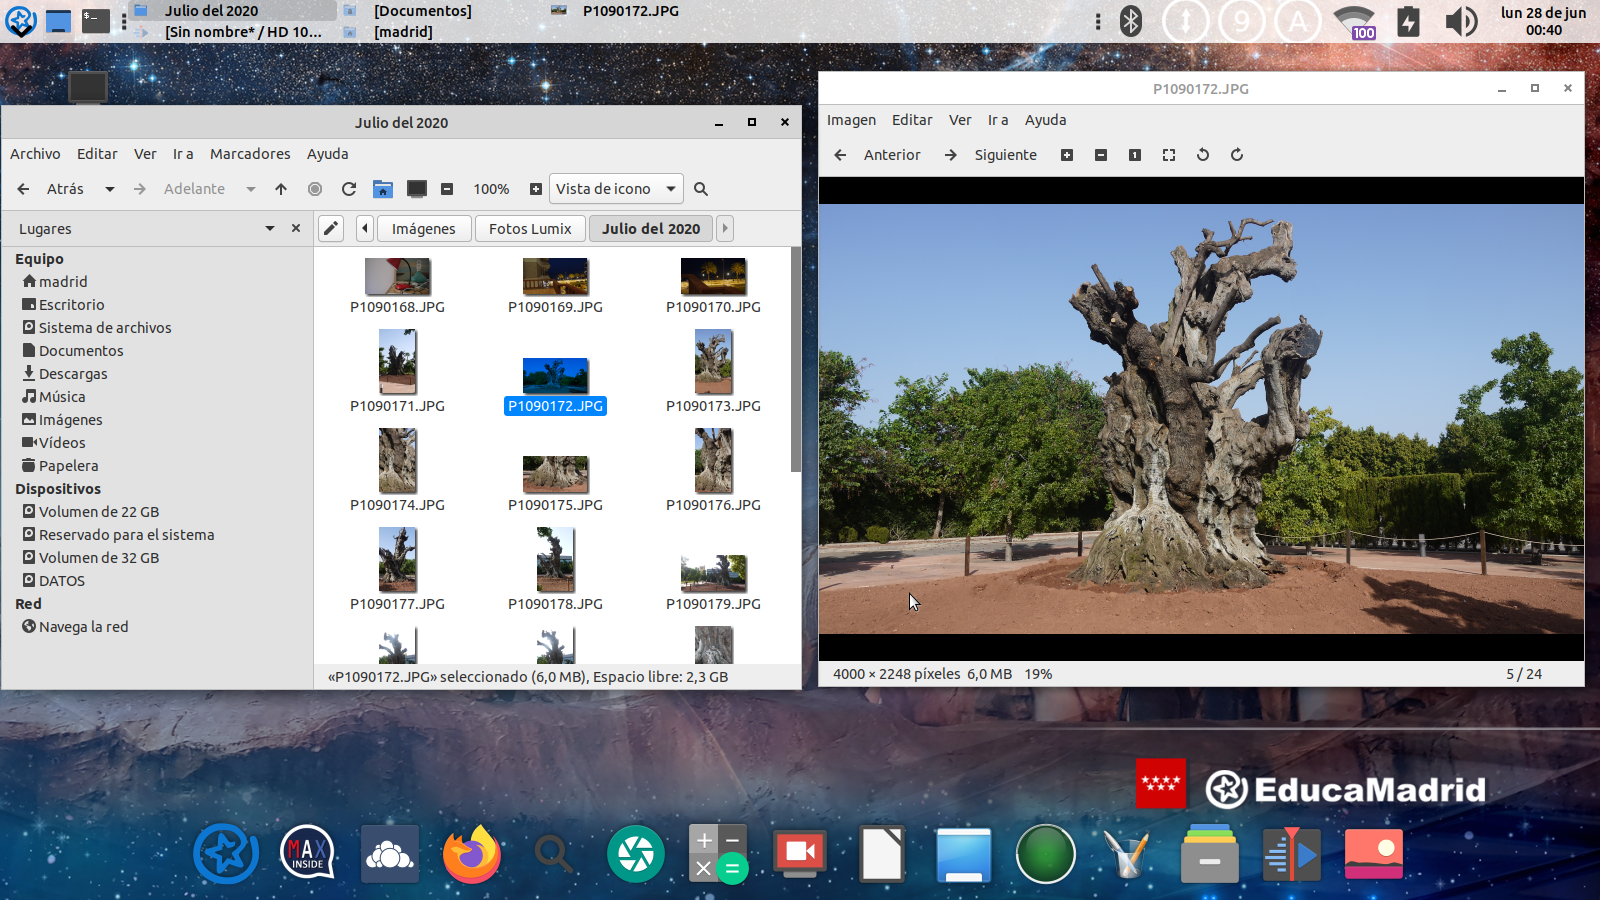 Julio del 2020
[Documentos]
P1090172.JPG
[Sin nombre* / HD 10...
[madrid]
9
A
100
lun 28 de jun
00:40
Julio del 2020
Archivo Editar Ver Ir a Marcadores Ayuda
Atrás Adelante 100% Vista de icono
Lugares
Imágenes Fotos Lumix Julio del 2020
Equipo
madrid
Escritorio
Sistema de archivos
Documentos
Descargas
Música
Imágenes
Vídeos
Papelera
Dispositivos
Volumen de 22 GB
Reservado para el sistema
Volumen de 32 GB
DATOS
Red
Navega la red
P1090168.JPG P1090169.JPG P1090170.JPG
P1090171.JPG P1090172.JPG P1090173.JPG
P1090174.JPG P1090175.JPG P1090176.JPG
P1090177.JPG P1090178.JPG P1090179.JPG
«P1090172.JPG» seleccionado (6,0 MB), Espacio libre: 2,3 GB
P1090172.JPG
Imagen Editar Ver Ir a Ayuda
Anterior Siguiente 1
4000 × 2248 píxeles 6,0 MB 19%
5 / 24
EducaMadrid
MAX
INSIDE